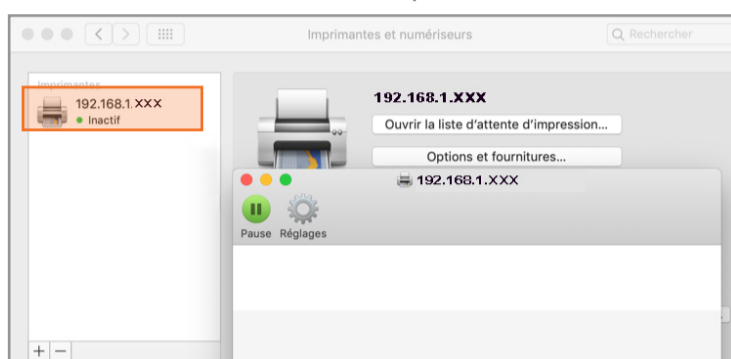 Imprimantes et numériseurs
Rechercher
Imprimantes
192.168.1.XXX
Inactif
192.168.1.XXX
Ouvrir la liste d'attente d'impression...
Options et fournitures...
192.168.1.XXX
Pause Réglages
+ −